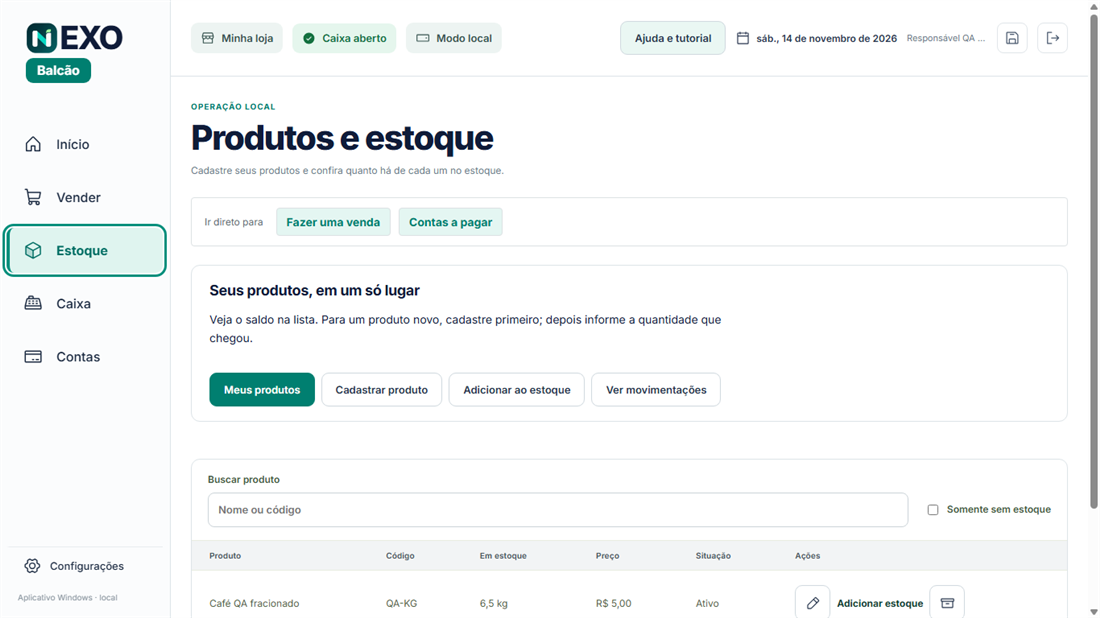 NEXO
Balcão
Minha loja
Caixa aberto
Modo local
Ajuda e tutorial
sáb., 14 de novembro de 2026
Responsável QA ...
Início
Vender
Estoque
Caixa
Contas
Configurações
Aplicativo Windows · local
OPERAÇÃO LOCAL
Produtos e estoque
Cadastre seus produtos e confira quanto há de cada um no estoque.
Ir direto para
Fazer uma venda
Contas a pagar
Seus produtos, em um só lugar
Veja o saldo na lista. Para um produto novo, cadastre primeiro; depois informe a quantidade que
chegou.
Meus produtos
Cadastrar produto
Adicionar ao estoque
Ver movimentações
Buscar produto
Nome ou código
Somente sem estoque
Produto Código Em estoque Preço Situação Ações
Café QA fracionado QA-KG 6,5 kg R$ 5,00 Ativo Adicionar estoque